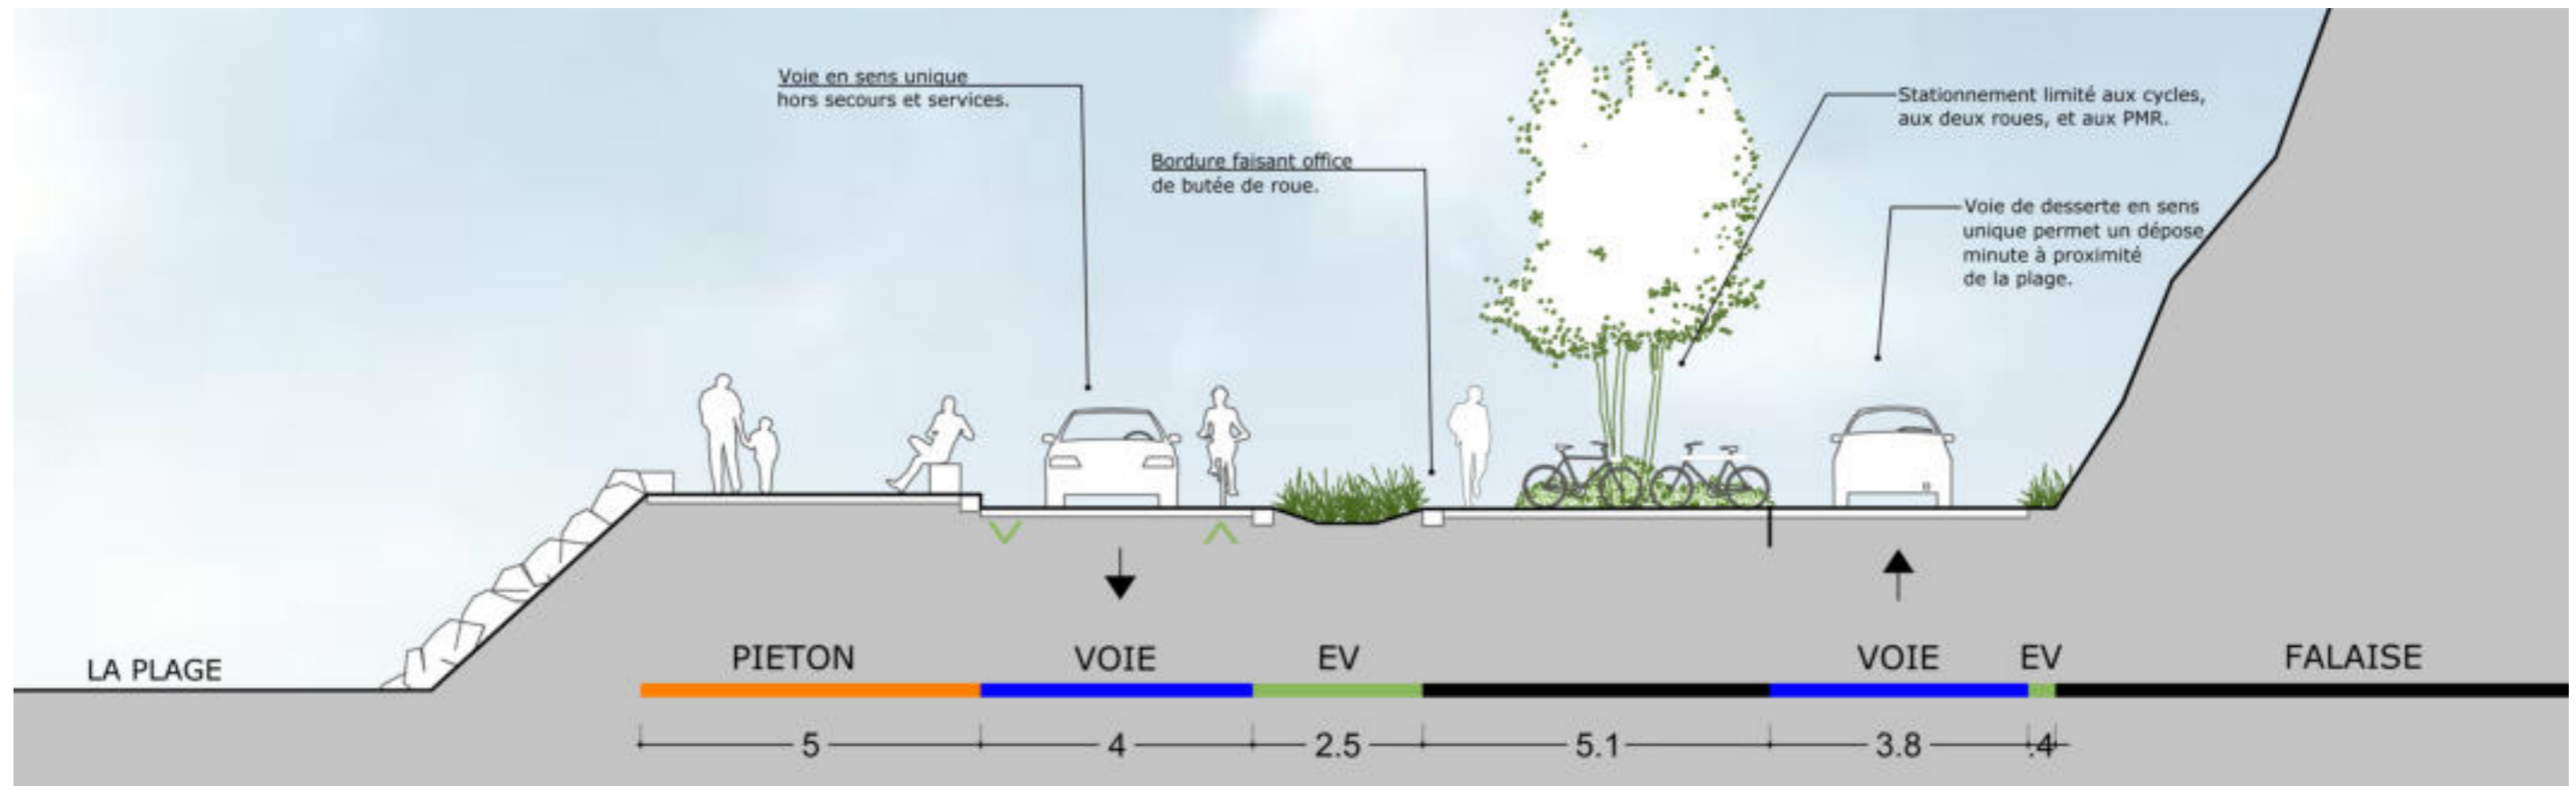 Voie en sens unique
hors secours et services.
Bordure faisant office
de butée de roue.
Stationnement limité aux cycles,
aux deux roues, et aux PMR.
Voie de desserte en sens
unique permet un dépose
minute à proximité
de la plage.
LA PLAGE
PIETON
VOIE
EV
VOIE
EV
FALAISE
5
4
2.5
5.1
3.8
.4